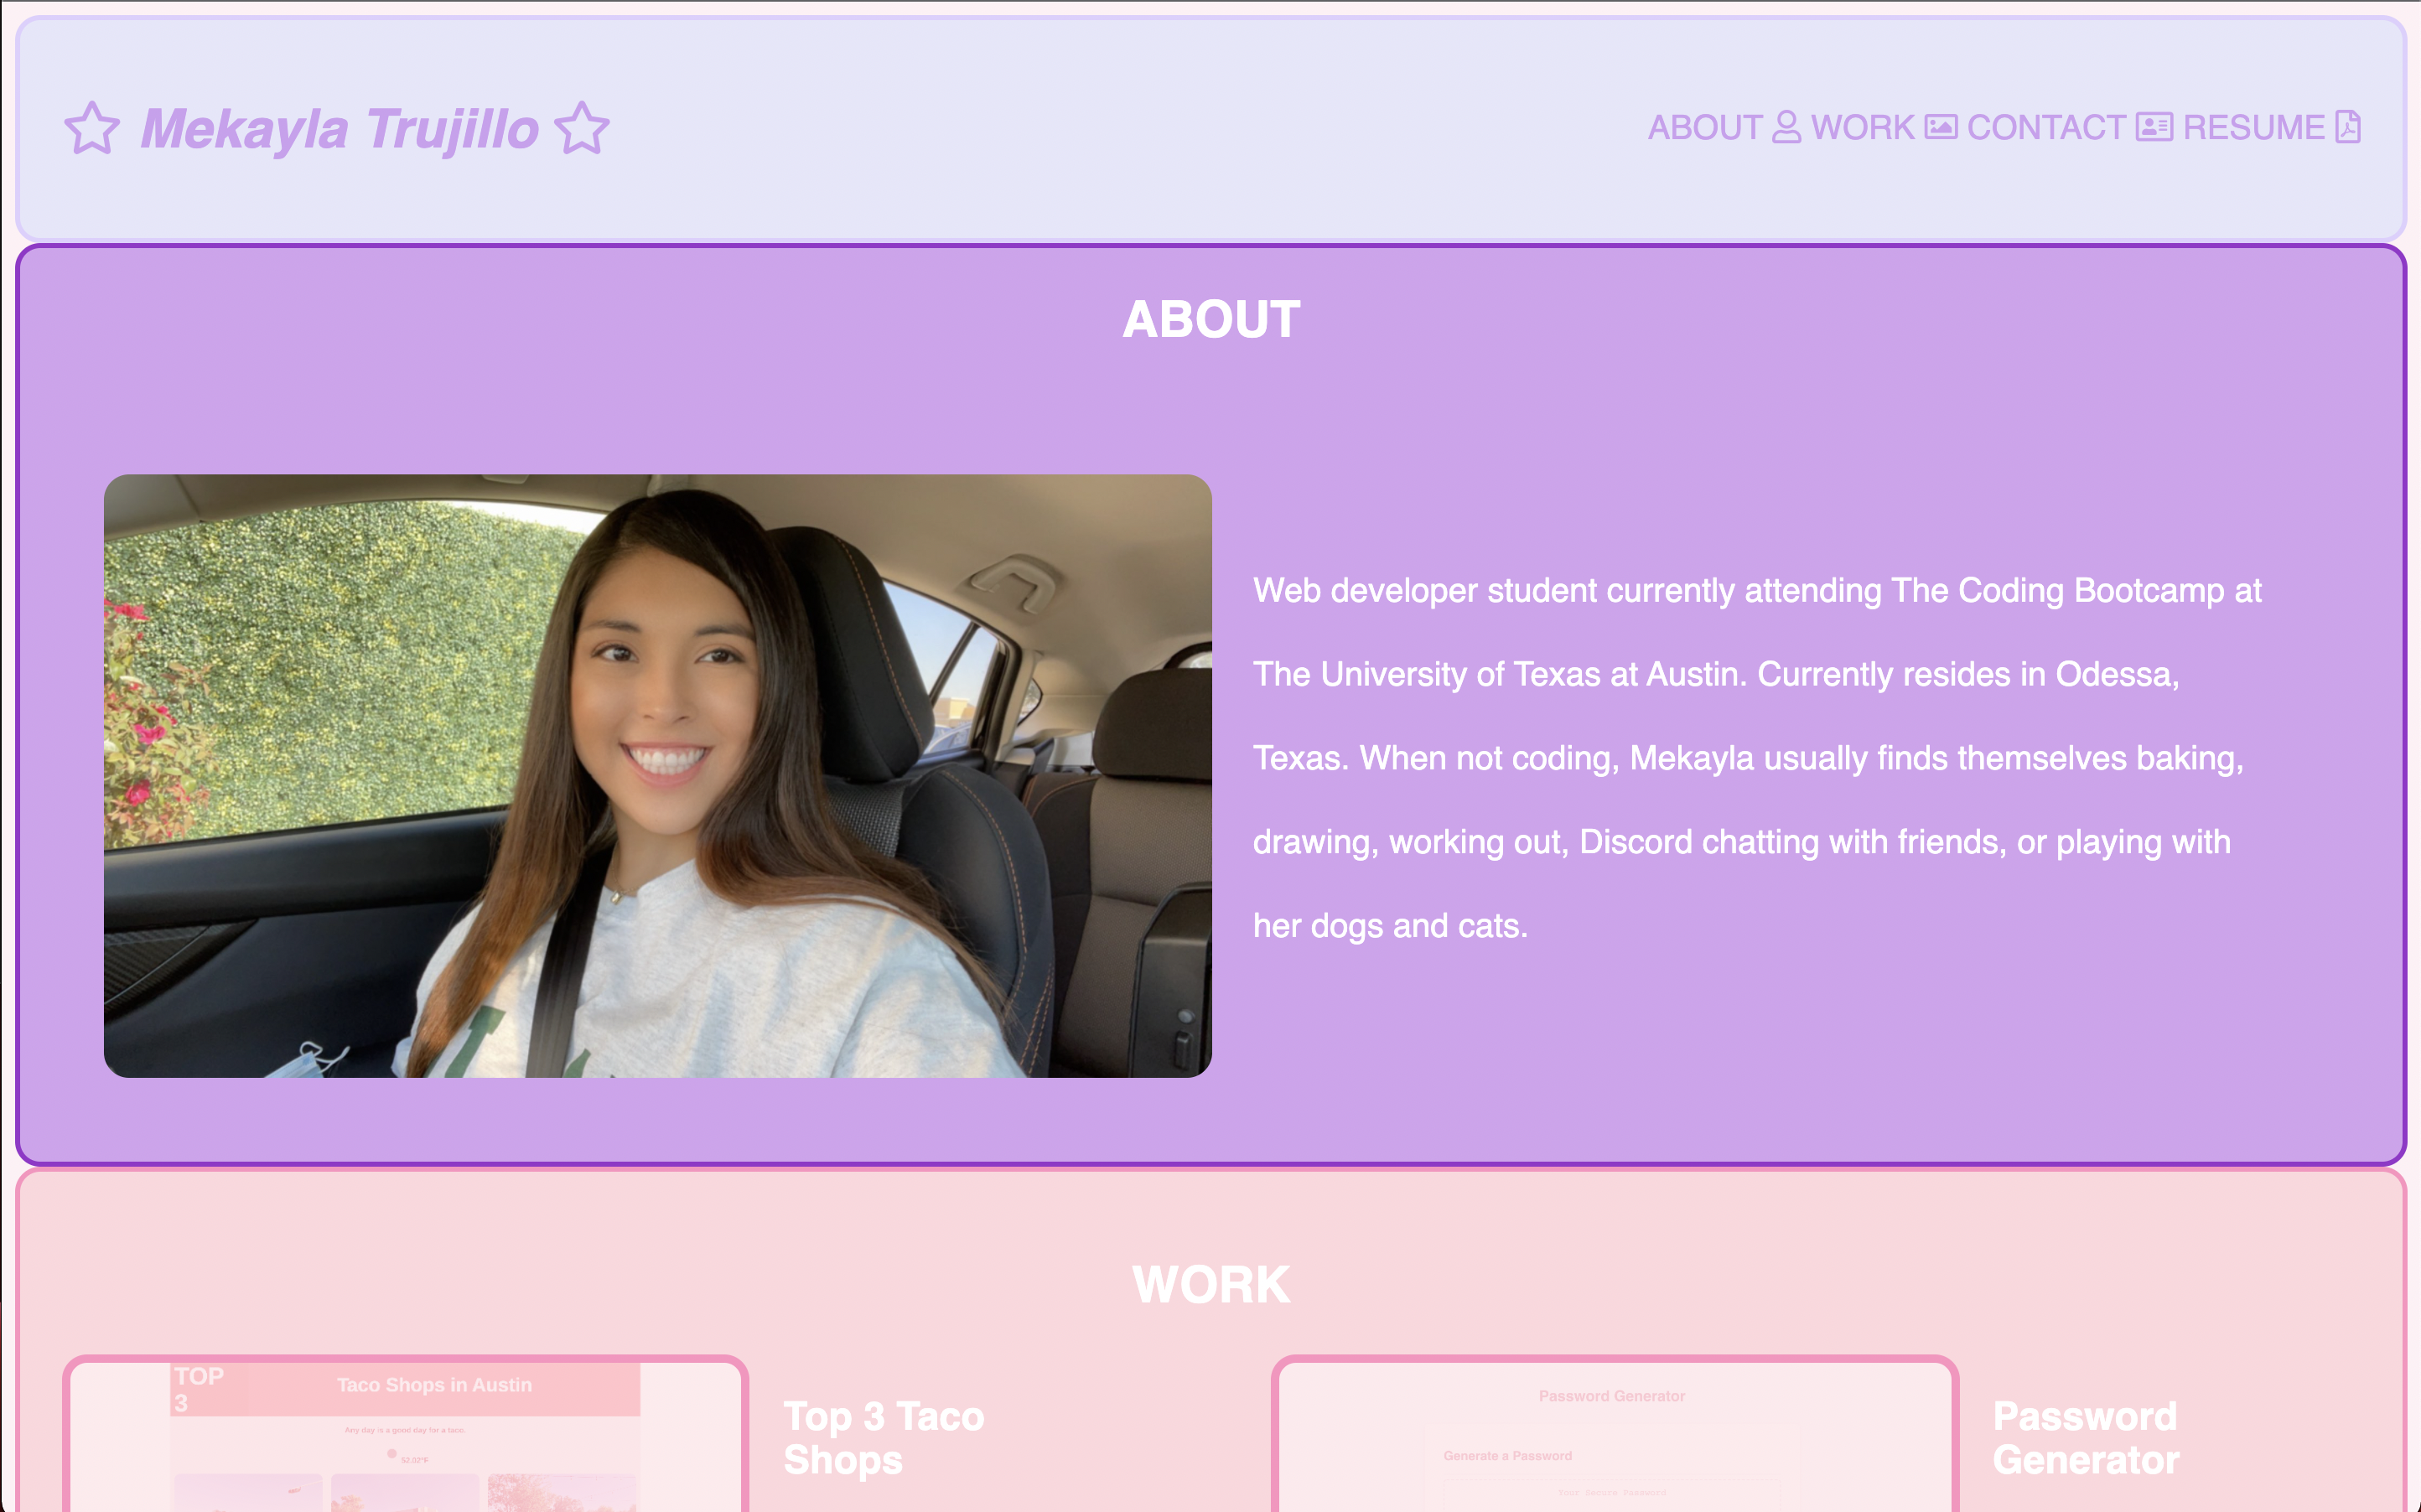 Mekayla Trujillo
ABOUT WORK CONTACT RESUME
ABOUT
Web developer student currently attending The Coding Bootcamp at
The University of Texas at Austin. Currently resides in Odessa,
Texas. When not coding, Mekayla usually finds themselves baking,
drawing, working out, Discord chatting with friends, or playing with
her dogs and cats.
WORK
TOP
3
Taco Shops in Austin
Any day is a good day for a taco.
52.02°F
Top 3 Taco
Shops
Password Generator
Generate a Password
Your Secure Password
Password
Generator